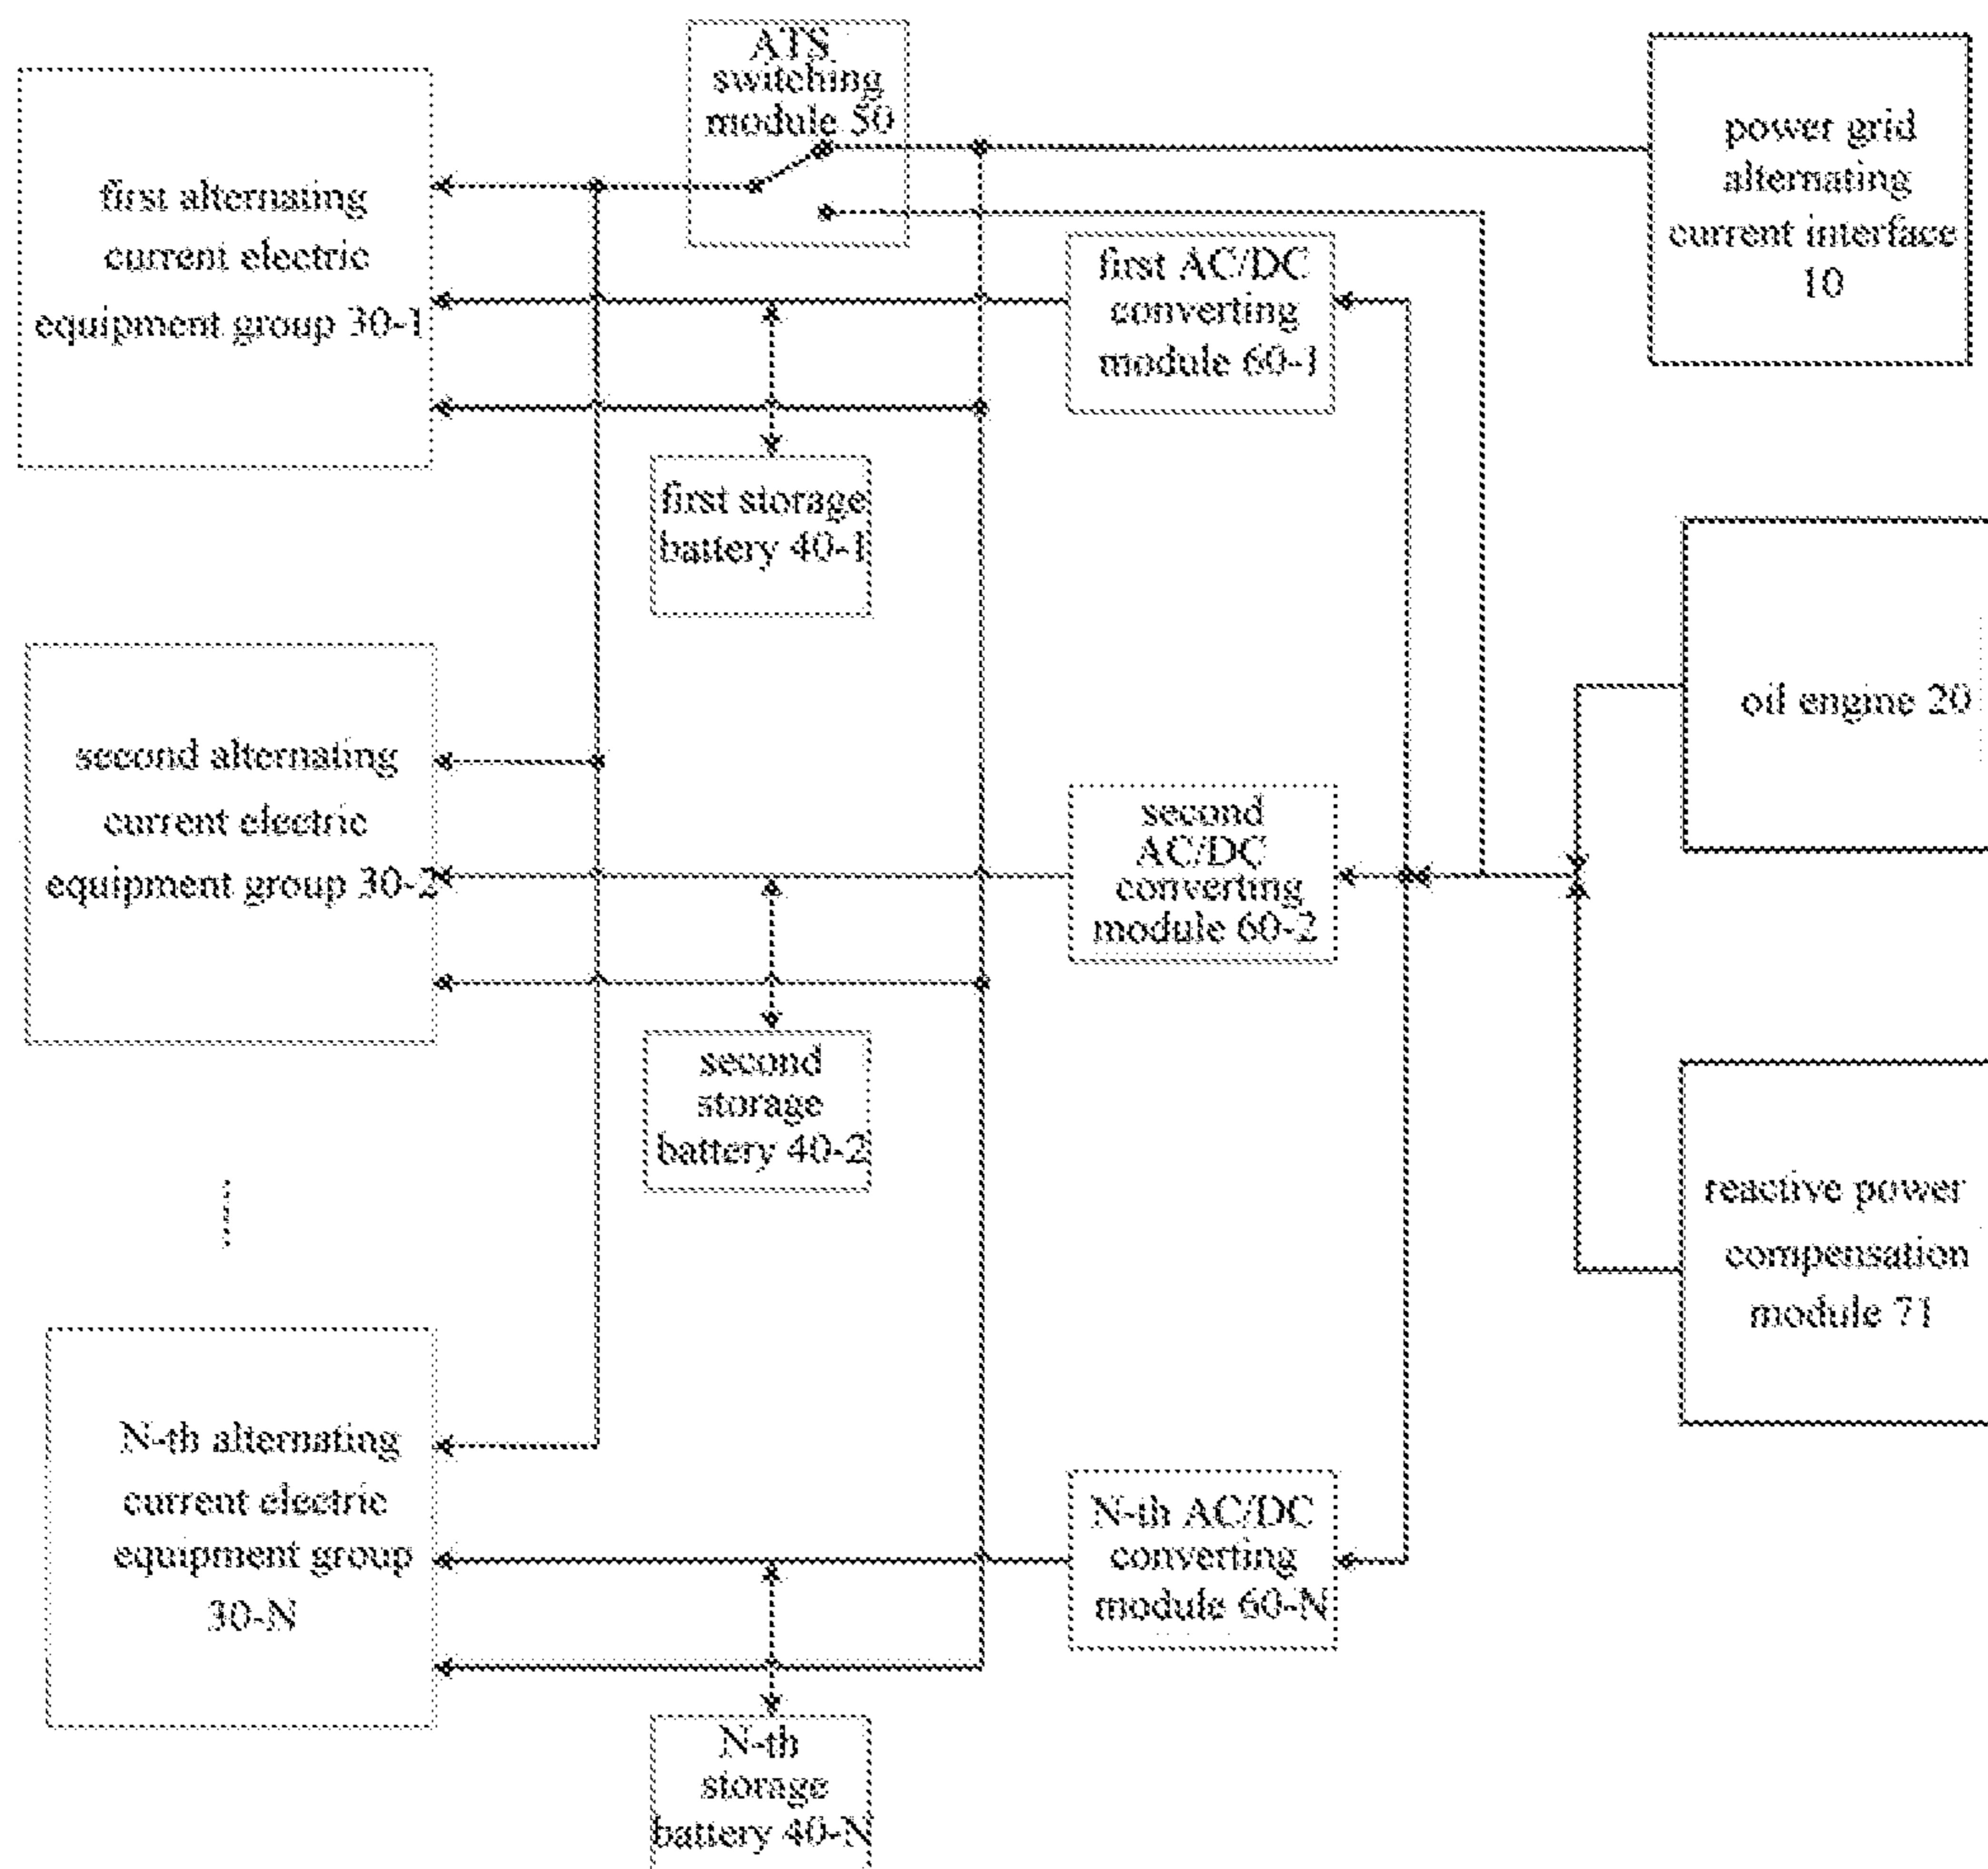 ATS
switching
module 50
power grid
alternating
current interface
10
first alternating
current electric
equipment group 30-1
first AC/DC
converting
module 60-1
first storage
battery 40-1
oil engine 20
second alternating
current electric
equipment group 30-2
second
AC/DC
converting
module 60-2
second
storage
battery 40-2
reactive power
compensation
module 71
N-th alternating
current electric
equipment group
30-N
N-th AC/DC
converting
module 60-N
N-th
storage
battery 40-N